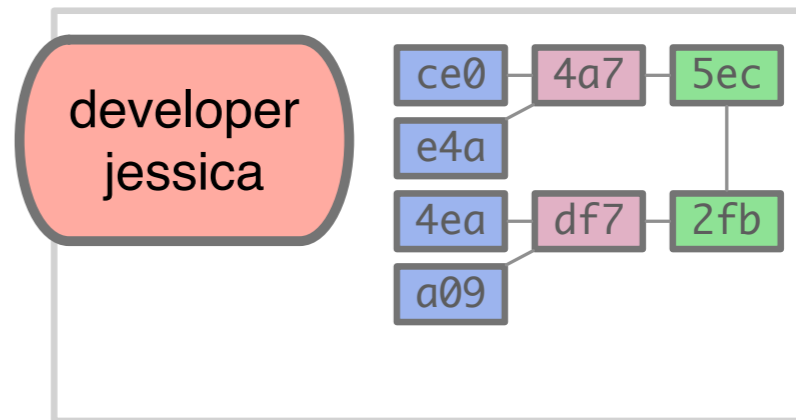 developer
jessica
ce0 4a7 5ec
e4a
4ea df7 2fb
a09